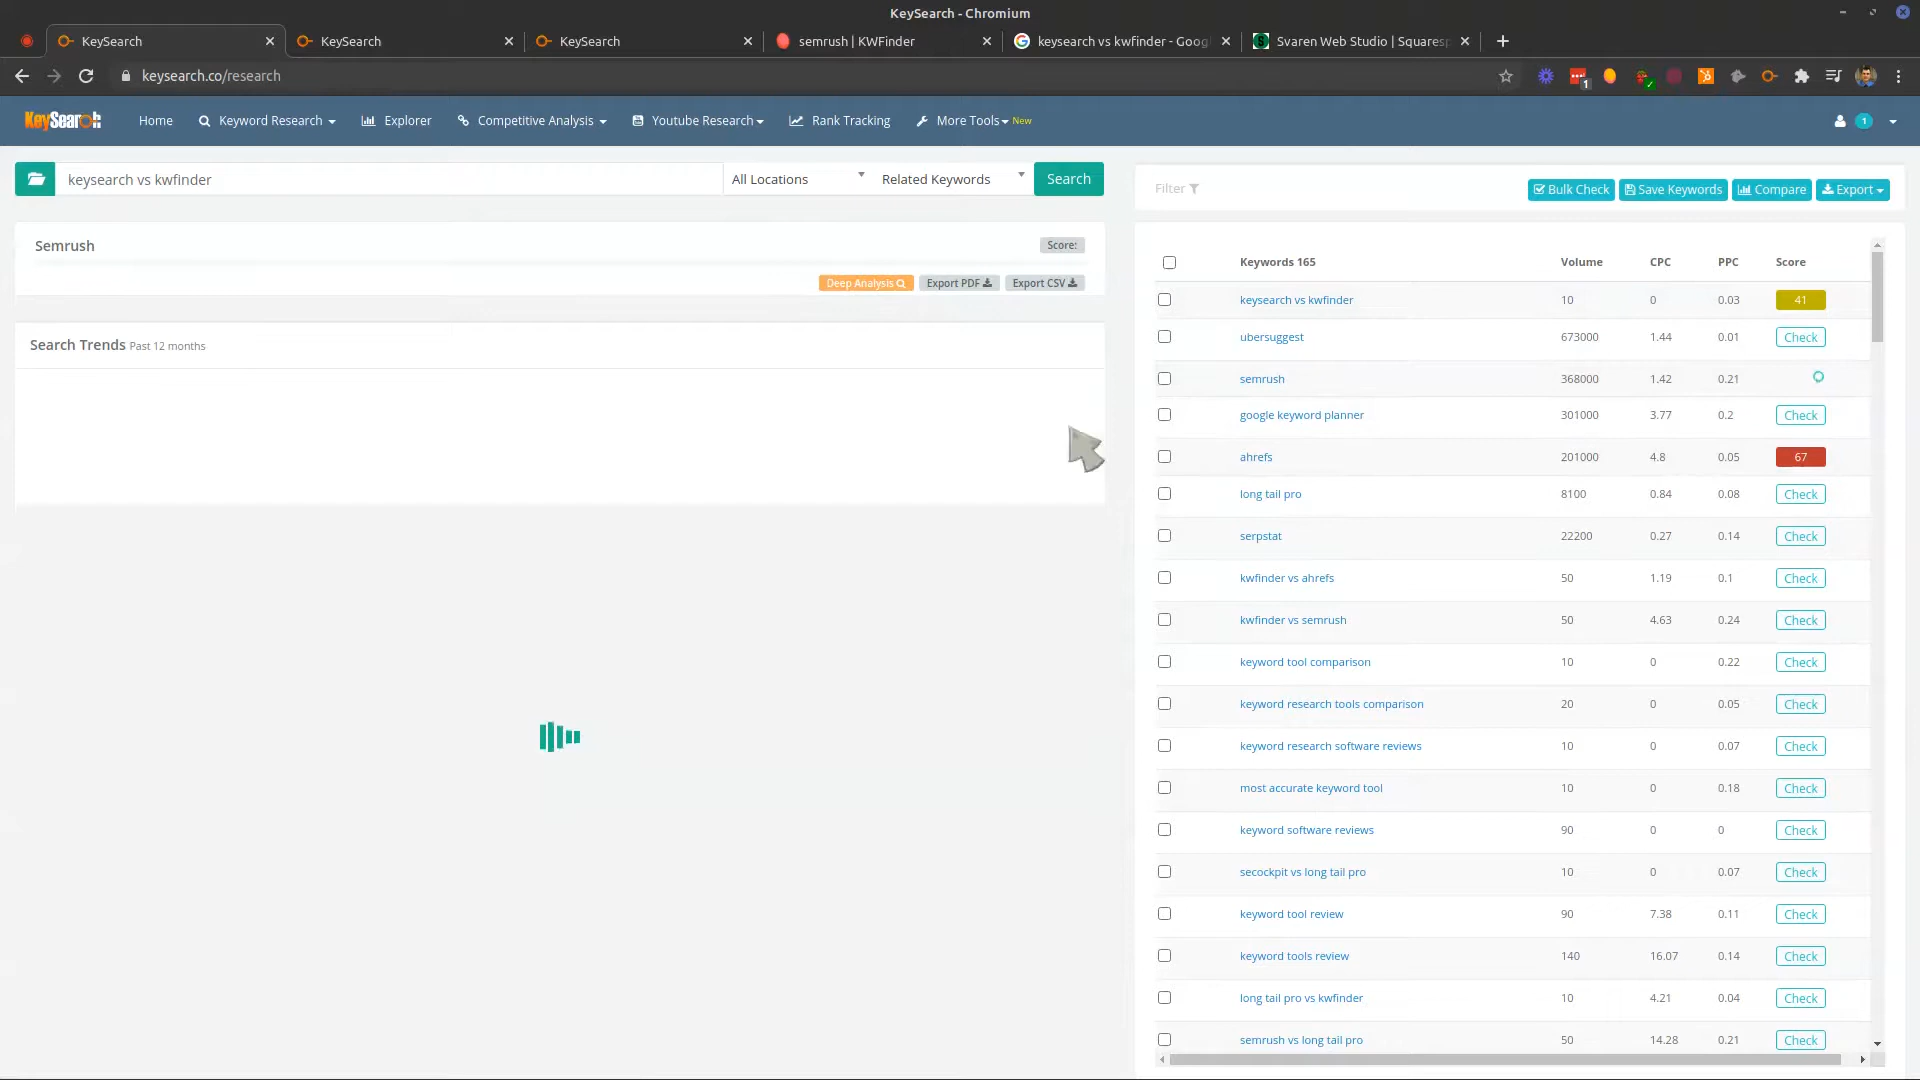 KeySearch - Chromium
KeySearch
KeySearch
KeySearch
semrush | KWFinder
keysearch vs kwfinder - Goog
Svaren Web Studio | Squaresp
keysearch.co/research
1
KeySearch
Home
Keyword Research
Explorer
Competitive Analysis
Youtube Research
Rank Tracking
More Tools
New
1
keysearch vs kwfinder
All Locations
Related Keywords
Search
Filter
Bulk Check
Save Keywords
Compare
Export
Semrush
Score:
Deep Analysis
Export PDF
Export CSV
Search Trends Past 12 months
Keywords 165 Volume CPC PPC Score
keysearch vs kwfinder 10 0 0.03 41
ubersuggest 673000 1.44 0.01 Check
semrush 368000 1.42 0.21
google keyword planner 301000 3.77 0.2 Check
ahrefs 201000 4.8 0.05 67
long tail pro 8100 0.84 0.08 Check
serpstat 22200 0.27 0.14 Check
kwfinder vs ahrefs 50 1.19 0.1 Check
kwfinder vs semrush 50 4.63 0.24 Check
keyword tool comparison 10 0 0.22 Check
keyword research tools comparison 20 0 0.05 Check
keyword research software reviews 10 0 0.07 Check
most accurate keyword tool 10 0 0.18 Check
keyword software reviews 90 0 0 Check
secockpit vs long tail pro 10 0 0.07 Check
keyword tool review 90 7.38 0.11 Check
keyword tools review 140 16.07 0.14 Check
long tail pro vs kwfinder 10 4.21 0.04 Check
semrush vs long tail pro 50 14.28 0.21 Check